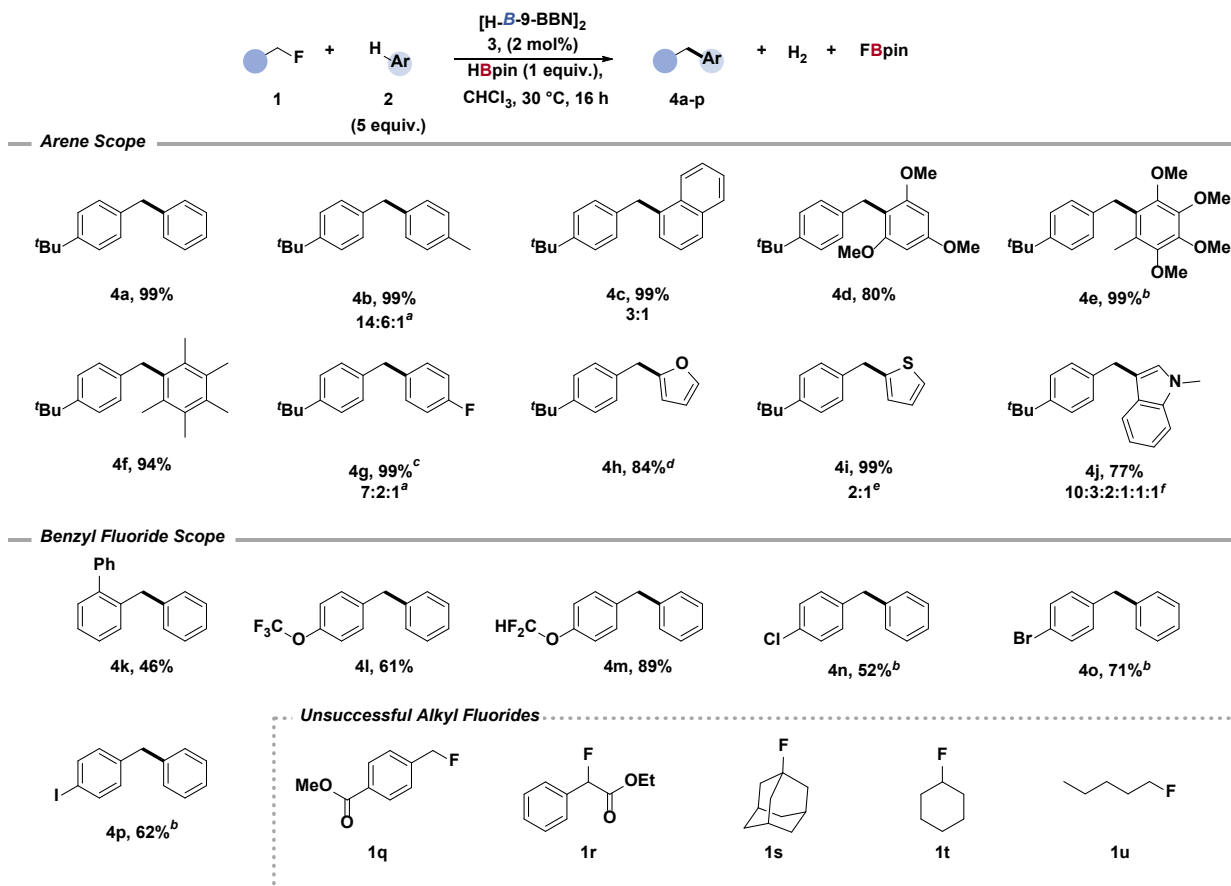 [H-B-9-BBN]2
3, (2 mol%)
HBpin (1 equiv.),
CHCl3, 30 °C, 16 h
F + H Ar Ar + H2 + FBpin
1 2 4a-p
(5 equiv.)
Arene Scope
tBu
4a, 99%
tBu
4b, 99%
14:6:1a
tBu
4c, 99%
3:1
tBu OMe MeO OMe
4d, 80%
tBu OMe OMe OMe OMe
4e, 99%b
tBu
4f, 94%
tBu F
4g, 99%c
7:2:1a
tBu O
4h, 84%d
tBu S
4i, 99%
2:1e
tBu N
4j, 77%
10:3:2:1:1:1f
Benzyl Fluoride Scope
Ph
4k, 46%
F3C O
4l, 61%
HF2C O
4m, 89%
Cl
4n, 52%b
Br
4o, 71%b
I
4p, 62%b
Unsuccessful Alkyl Fluorides
MeO O F
1q
F OEt O
1r
F
1s
F
1t
F
1u